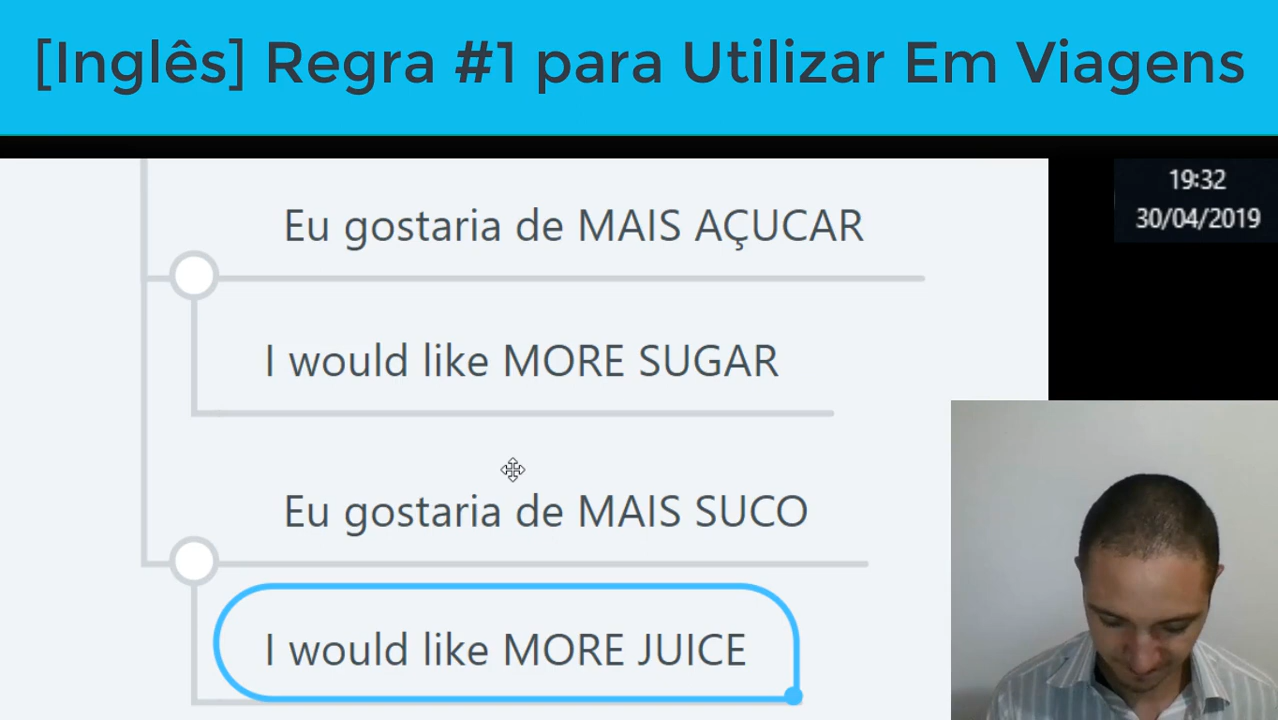 [Inglês] Regra #1 para Utilizar Em Viagens
19:32
30/04/2019
Eu gostaria de MAIS AÇUCAR
I would like MORE SUGAR
Eu gostaria de MAIS SUCO
I would like MORE JUICE